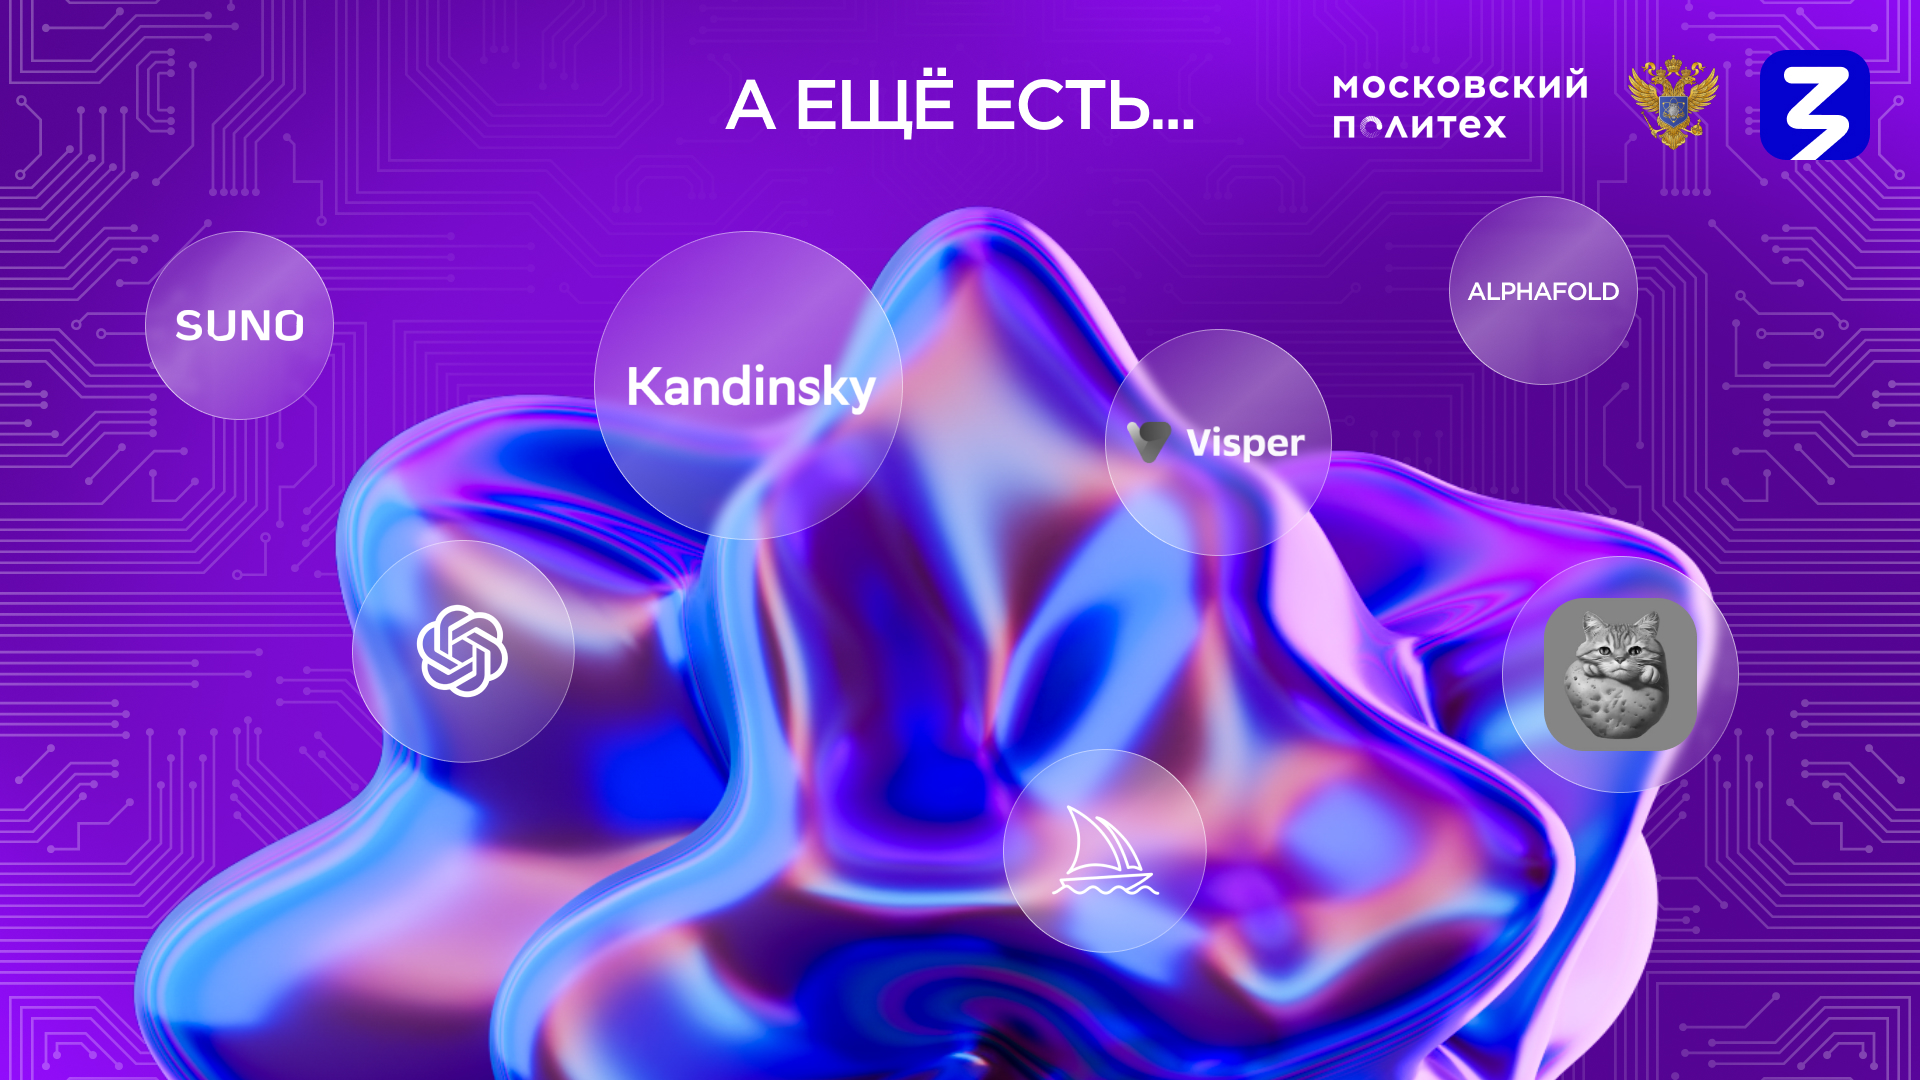 А ЕЩЁ ЕСТЬ...
МОСКОВСКИЙ
ПОЛИТЕХ
SUNO
Kandinsky
Visper
ALPHAFOLD